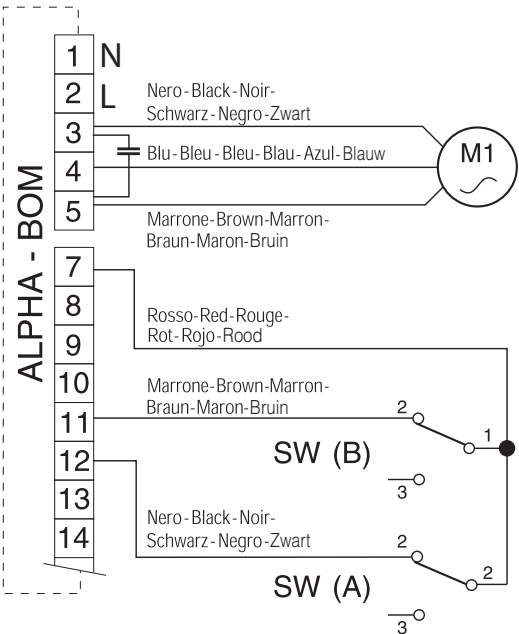 1 N
2 L
3
4
5
7
8
9
10
11
12
13
14
ALPHA - BOM
Nero-Black-Noir-
Schwarz-Negro-Zwart
Blu-Bleu-Bleu-Blau-Azul-Blauw
M1
Marrone-Brown-Marron-
Braun-Maron-Bruin
Rosso-Red-Rouge-
Rot-Rojo-Rood
Marrone-Brown-Marron-
Braun-Maron-Bruin
2
1
SW (B)
3
Nero-Black-Noir-
Schwarz-Negro-Zwart
2
2
SW (A)
3